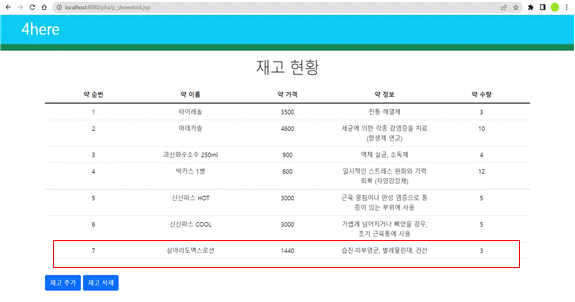 localhost:8080/pha/p_showstock.jsp
4here
재고 현황
약 순번 약 이름 약 가격 약 정보 약 수량
1 타이레놀 3500 진통 해열제 3
2 마데카솔 4600 세균에 의한 각종 감염증을 치료
(항생제 연고) 10
3 과산화수소수 250ml 900 액체 살균, 소독제 4
4 박카스 1병 600 일시적인 스트레스 완화와 기력
회복 (자양강장제) 12
5 신신파스 HOT 3000 근육 뭉침이나 만성 염증으로 통
증이 있는 부위에 사용 5
6 신신파스 COOL 3000 가볍게 넘어지거나 삐었을 경우,
초기 근육통에 사용 5
7 삼아리도멕스로션 1440 습진·피부염군, 벌레물린데, 건선 3
재고 추가 재고 삭제